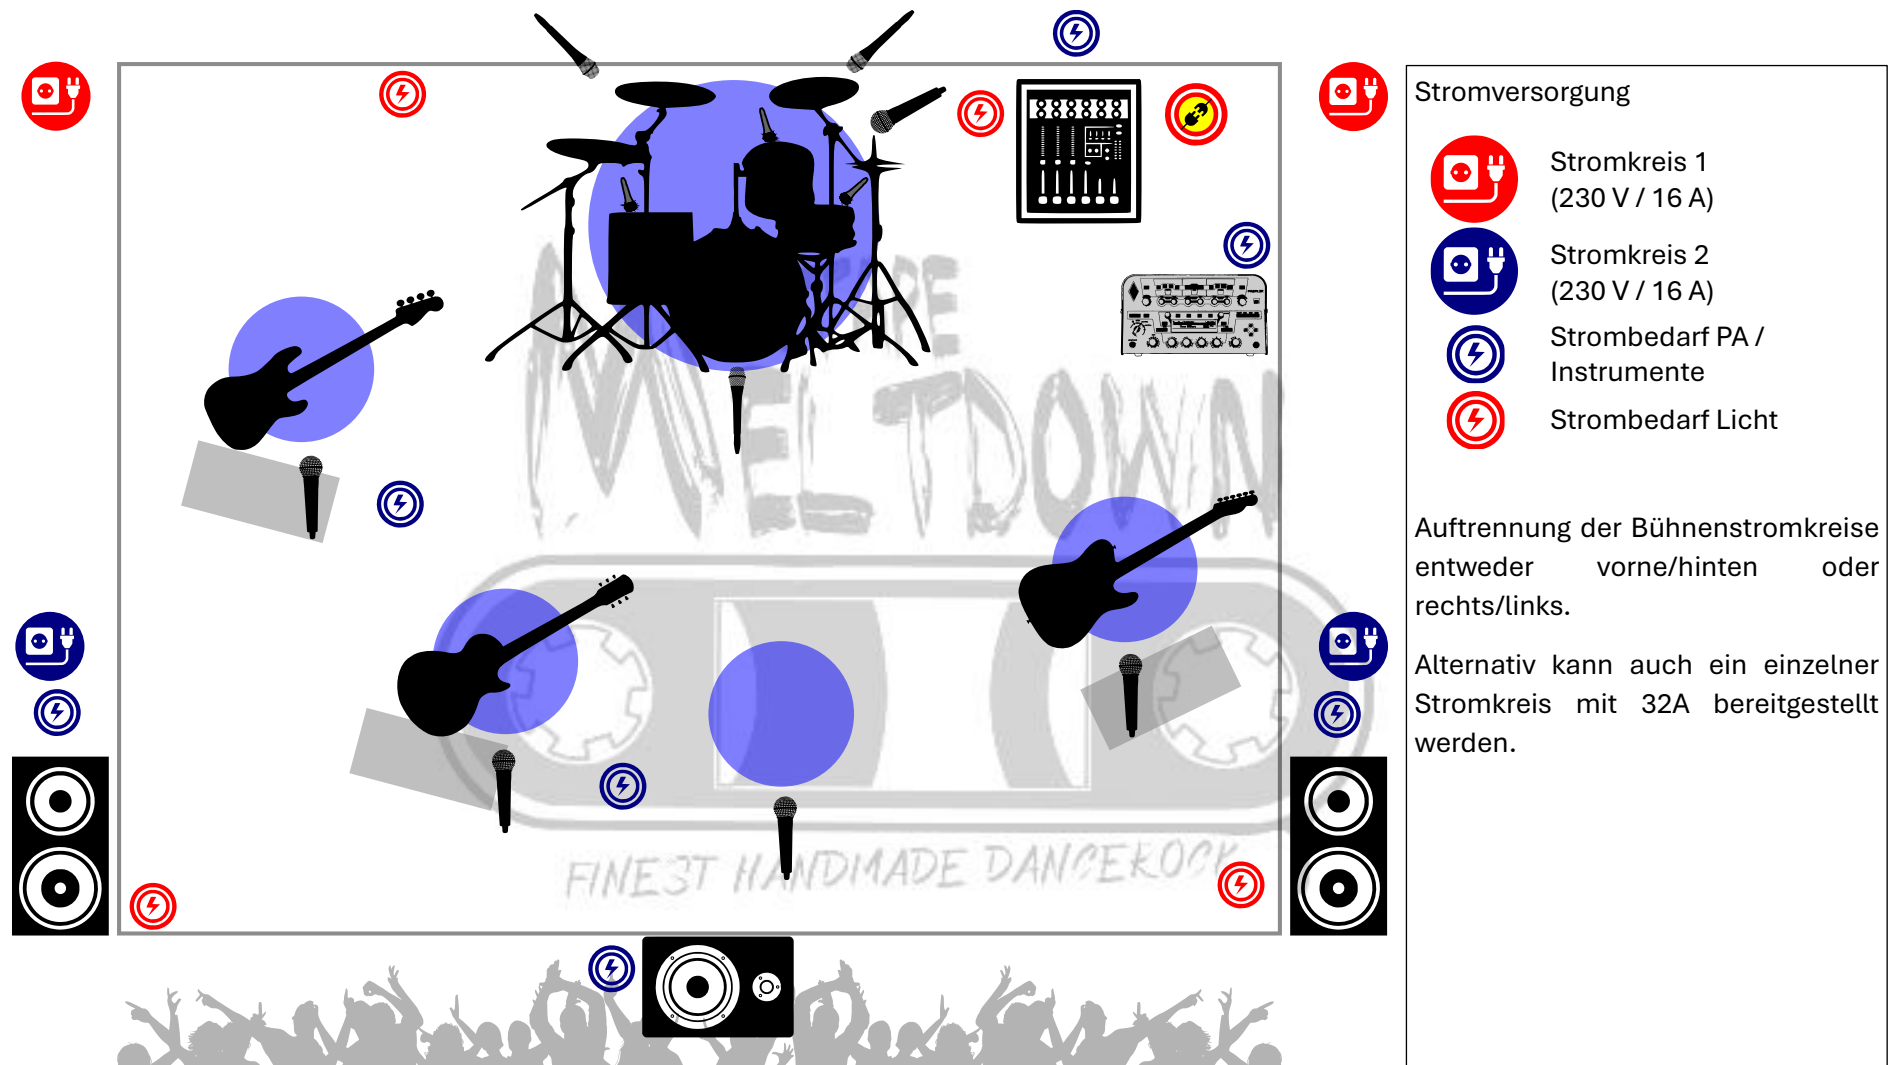 Stromversorgung
Stromkreis 1
(230 V / 16 A)
Stromkreis 2
(230 V / 16 A)
Strombedarf PA /
Instrumente
Strombedarf Licht
Auftrennung der Bühnenstromkreise
entweder vorne/hinten oder
rechts/links.
Alternativ kann auch ein einzelner
Stromkreis mit 32A bereitgestellt
werden.
MELTDOWN
FINEST HANDMADE DANCEROCK